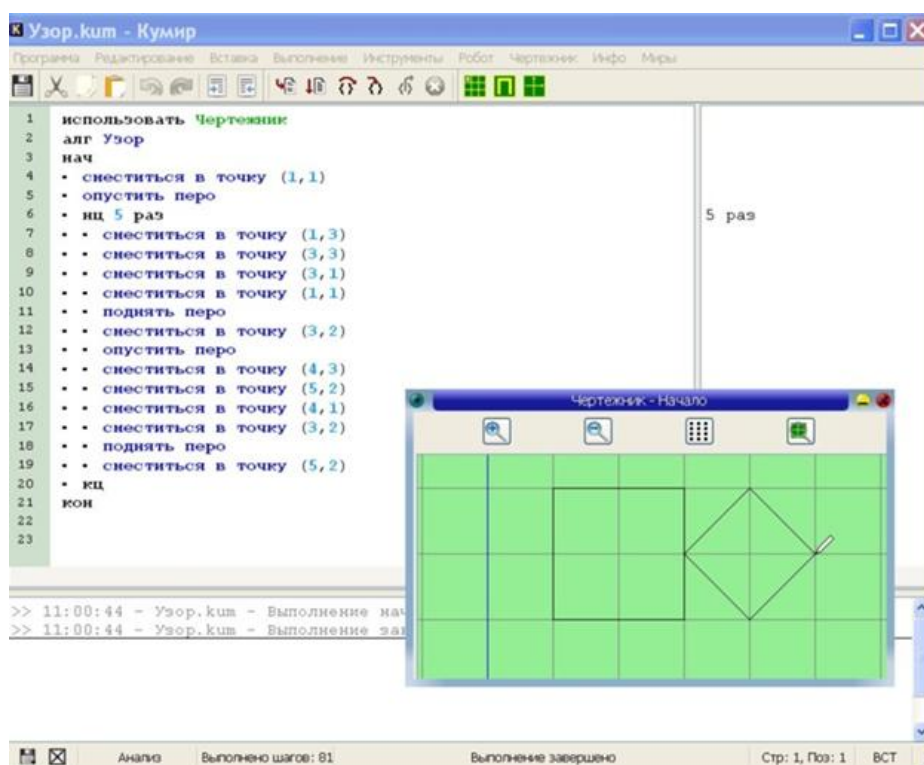 Узор.kum - Кумир
Программа Редактирование Вставка Выполнение Инструменты Робот Чертежник Инфо Миры
1 использовать Чертежник
2 алг Узор
3 нач
4 • сместиться в точку (1,1)
5 • опустить перо
6 • нц 5 раз
5 раз
7 • • сместиться в точку (1,3)
8 • • сместиться в точку (3,3)
9 • • сместиться в точку (3,1)
10 • • сместиться в точку (1,1)
11 • • поднять перо
12 • • сместиться в точку (3,2)
13 • • опустить перо
14 • • сместиться в точку (4,3)
15 • • сместиться в точку (5,2)
16 • • сместиться в точку (4,1)
17 • • сместиться в точку (3,2)
18 • • поднять перо
19 • • сместиться в точку (5,2)
20 • кц
21 кон
22
23
Чертежник - Начало
>> 11:00:44 - Узор.kum - Выполнение нач
>> 11:00:44 - Узор.kum - Выполнение зав
Анализ Выполнено шагов: 81 Выполнение завершено Стр: 1, Поз: 1 ВСТ